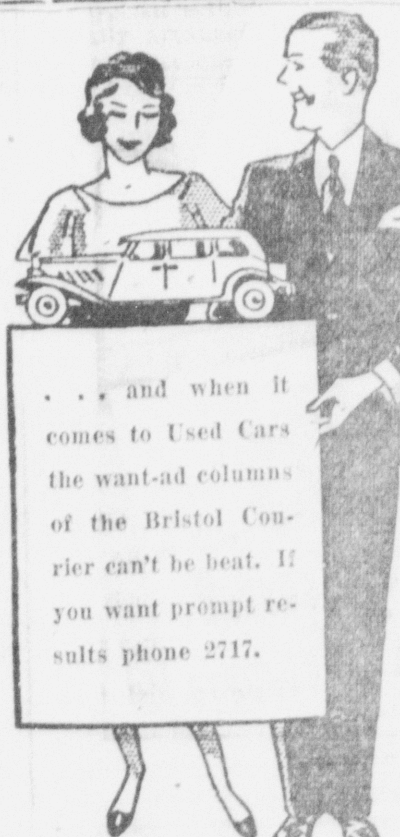 . . . and when it
comes to Used Cars
the want-ad columns
of the Bristol Cou-
rier can't be beat. If
you want prompt re-
sults phone 2717.